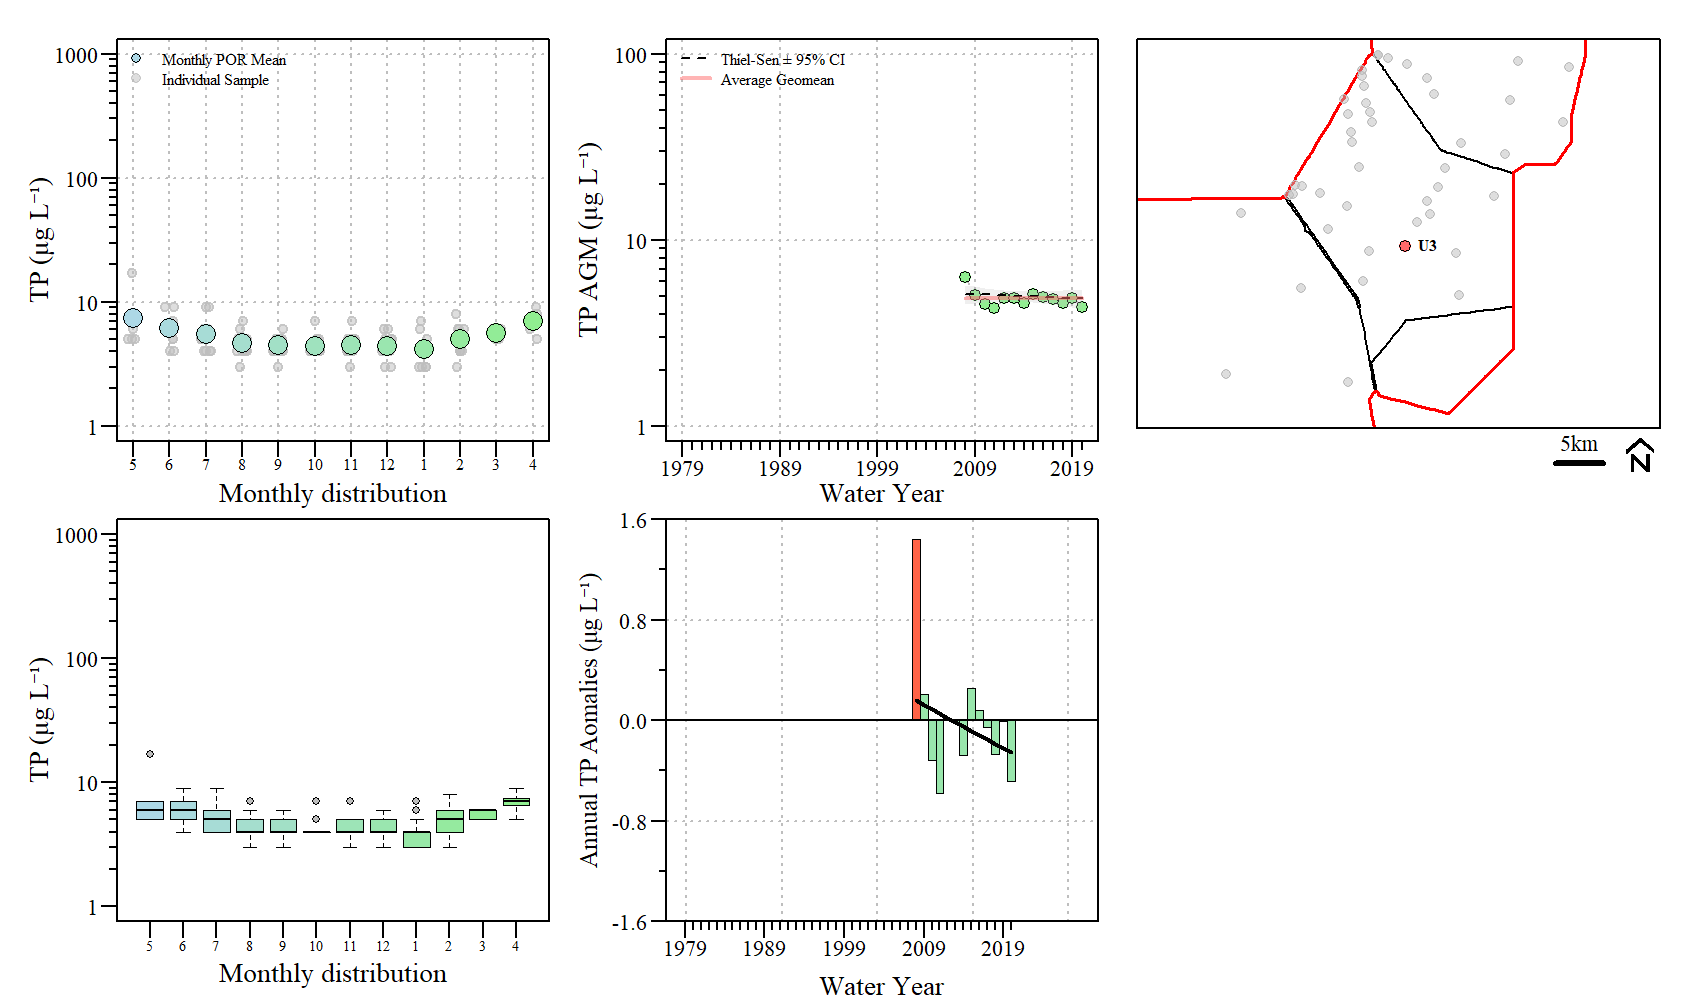 1000
100
10
1
TP (µg L⁻¹)
Monthly POR Mean
Individual Sample
5 6 7 8 9 10 11 12 1 2 3 4
Monthly distribution
100
10
1
TP AGM (µg L⁻¹)
Thiel-Sen ± 95% CI
Average Geomean
1979 1989 1999 2009 2019
Water Year
U3
5km
N
1000
100
10
1
TP (µg L⁻¹)
5 6 7 8 9 10 11 12 1 2 3 4
Monthly distribution
1.6
0.8
0.0
-0.8
-1.6
Annual TP Aomalies (µg L⁻¹)
1979 1989 1999 2009 2019
Water Year